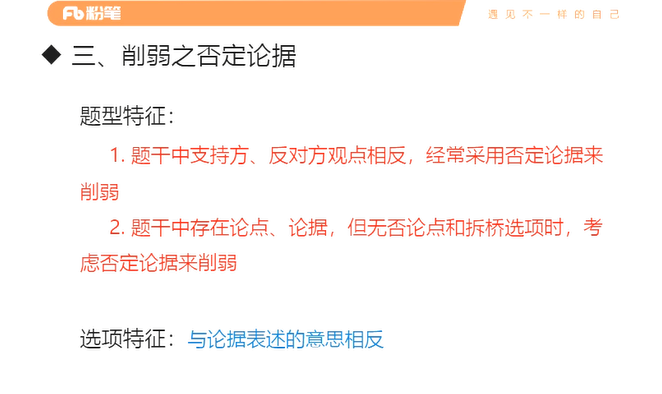 粉笔
遇见不一样的自己
◆ 三、削弱之否定论据
题型特征：
1. 题干中支持方、反对方观点相反，经常采用否定论据来
削弱
2. 题干中存在论点、论据，但无否论点和拆桥选项时，考
虑否定论据来削弱
选项特征：与论据表述的意思相反